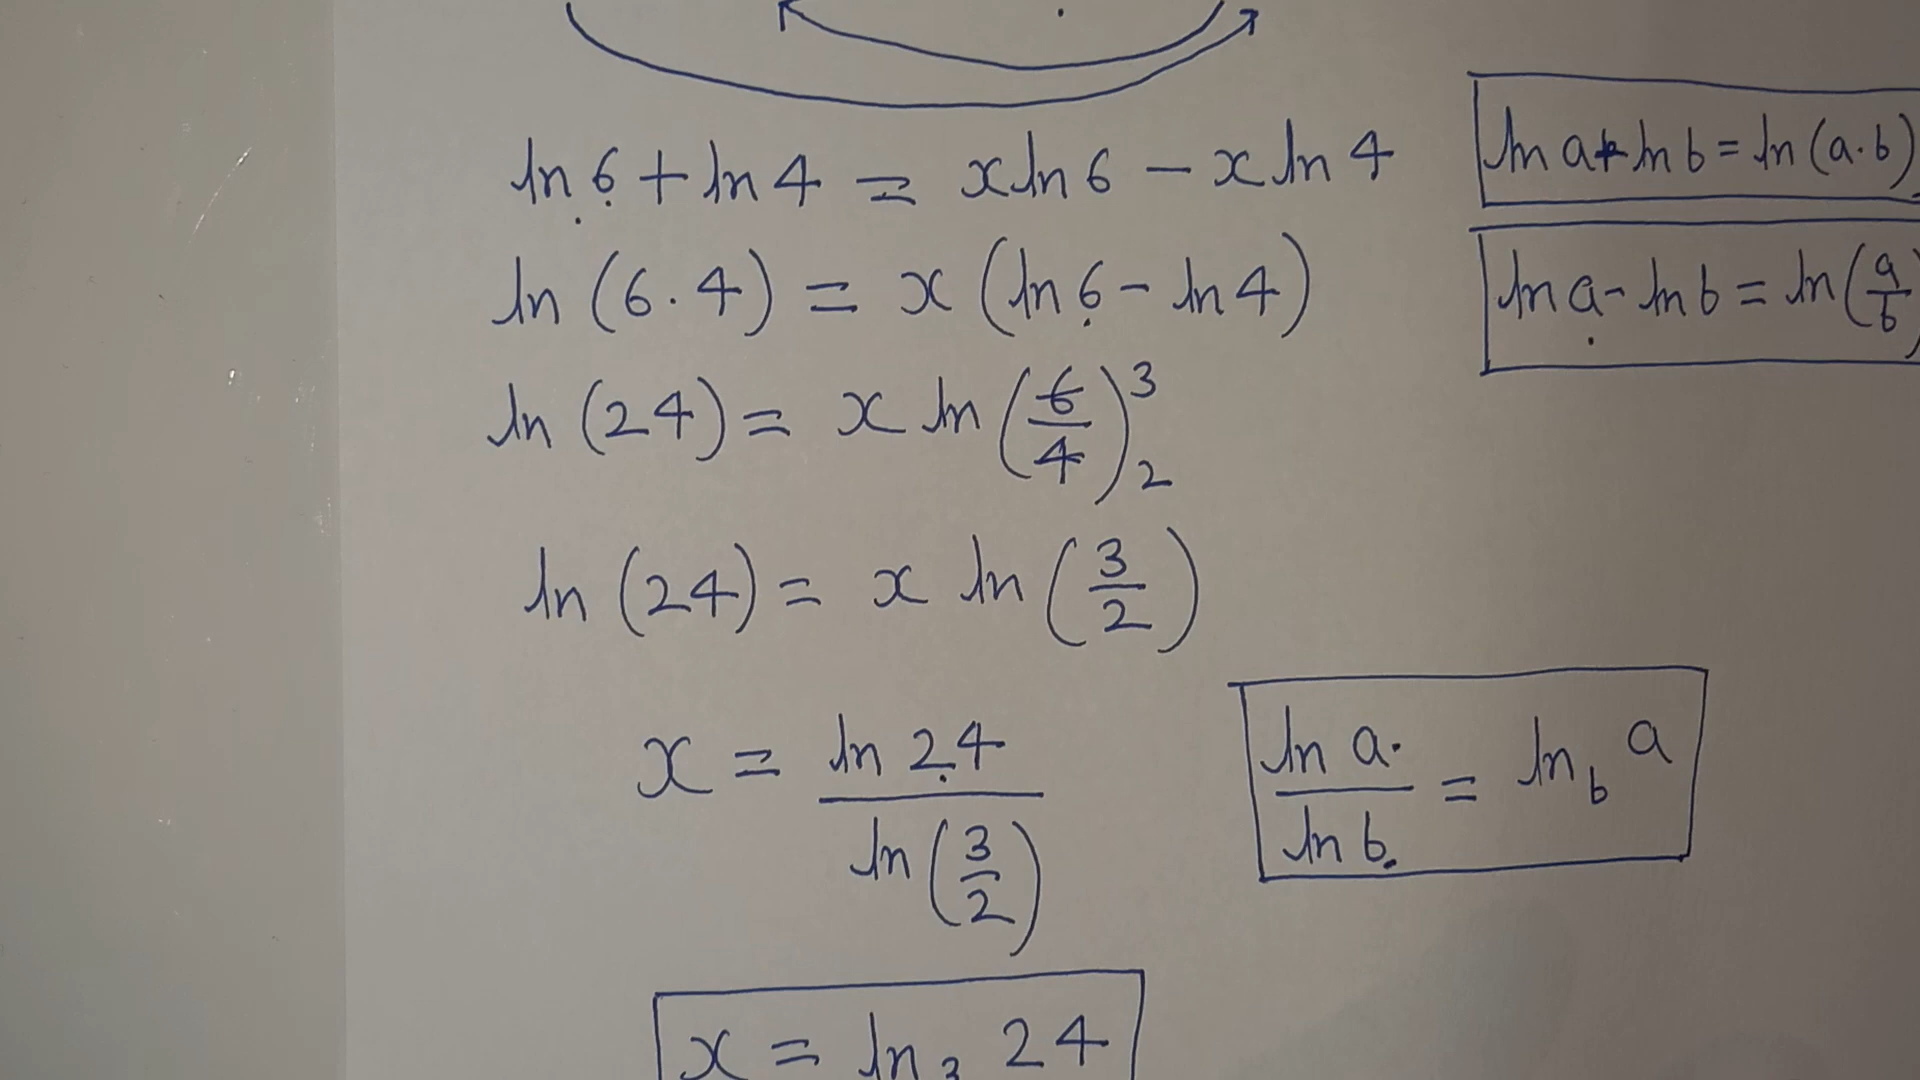 ln 6 + ln 4 = x ln 6 − x ln 4
ln a + ln b = ln (a·b)
ln (6·4) = x (ln 6 − ln 4)
ln a − ln b = ln (a/b)
ln (24) = x ln (6/4) 3 2
ln (24) = x ln (3/2)
x = ln 24 / ln (3/2)
ln a / ln b = ln_b a
x = ln_3 24